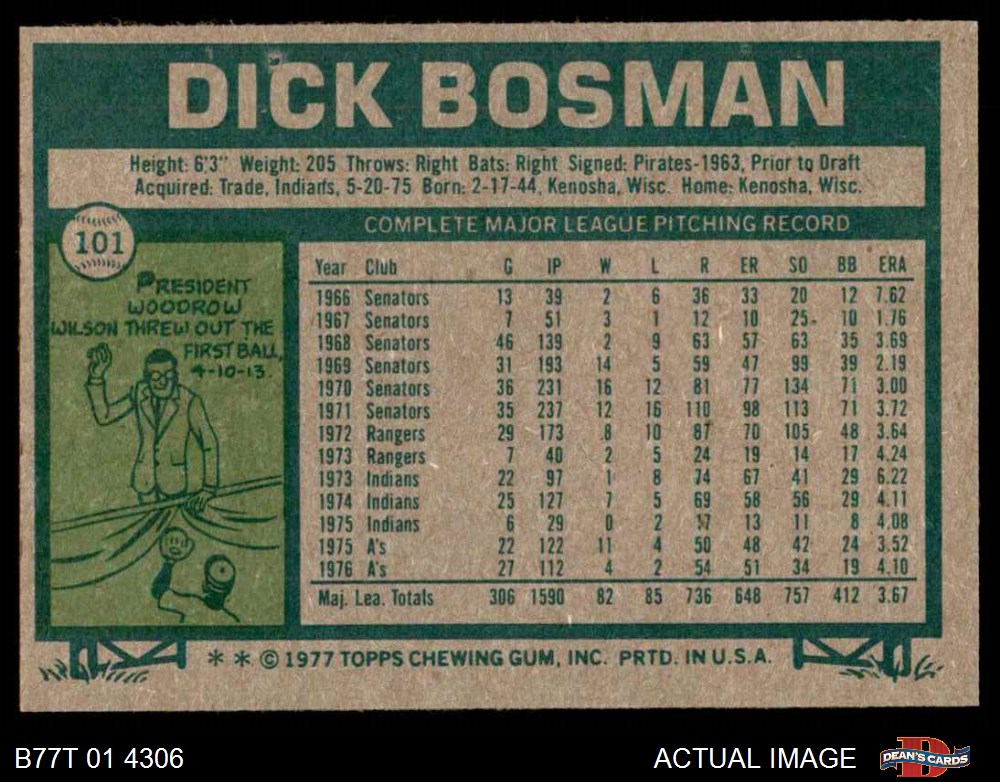 DICK BOSMAN
Height: 6'3" Weight: 205 Throws: Right Bats: Right Signed: Pirates-1963, Prior to Draft
Acquired: Trade, Indians, 5-20-75 Born: 2-17-44, Kenosha, Wisc. Home: Kenosha, Wisc.
101
PRESIDENT
WOODROW
WILSON THREW OUT THE
FIRST BALL,
4-10-13.
COMPLETE MAJOR LEAGUE PITCHING RECORD
Year Club G IP W L R ER SO BB ERA
1966 Senators 13 39 2 6 36 33 20 12 7.62
1967 Senators 7 51 3 1 12 10 25 10 1.76
1968 Senators 46 139 2 9 63 57 63 35 3.69
1969 Senators 31 193 14 5 59 47 99 39 2.19
1970 Senators 36 231 16 12 81 77 134 71 3.00
1971 Senators 35 237 12 16 110 98 113 71 3.72
1972 Rangers 29 173 8 10 87 70 105 48 3.64
1973 Rangers 7 40 2 5 24 19 14 17 4.24
1973 Indians 22 97 1 8 74 67 41 29 6.22
1974 Indians 25 127 7 5 69 58 56 29 4.11
1975 Indians 6 29 0 2 17 13 11 8 4.08
1975 A's 22 122 11 4 50 48 42 24 3.52
1976 A's 27 112 4 2 54 51 34 19 4.10
Maj. Lea. Totals 306 1590 82 85 736 648 757 412 3.67
* * © 1977 TOPPS CHEWING GUM, INC. PRTD. IN U.S.A.
B77T 01 4306
ACTUAL IMAGE
DEAN'S CARDS